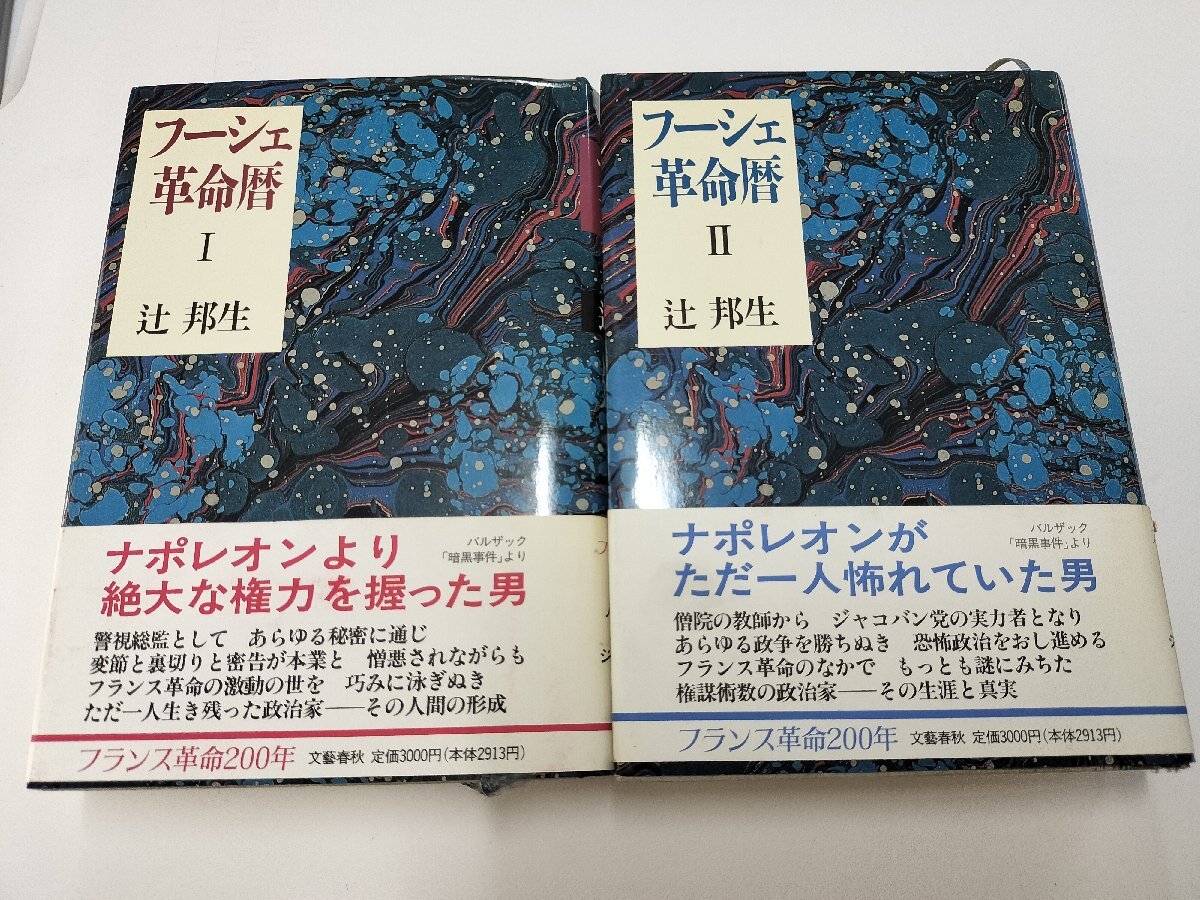 フーシェ
革命暦
I
辻 邦生
ナポレオンより
絶大な権力を握った男
バルザック
「暗黒事件」より
警視総監として あらゆる秘密に通じ
変節と裏切りと密告が本業と 憎悪されながらも
フランス革命の激動の世を 巧みに泳ぎぬき
ただ一人生き残った政治家──その人間の形成
フランス革命200年 文藝春秋 定価3000円(本体2913円)
フーシェ
革命暦
II
辻 邦生
ナポレオンが
ただ一人怖れていた男
バルザック
「暗黒事件」より
僧院の教師から ジャコバン党の実力者となり
あらゆる政争を勝ちぬき 恐怖政治をおし進める
フランス革命のなかで もっとも謎にみちた
権謀術数の政治家──その生涯と真実
フランス革命200年 文藝春秋 定価3000円(本体2913円)